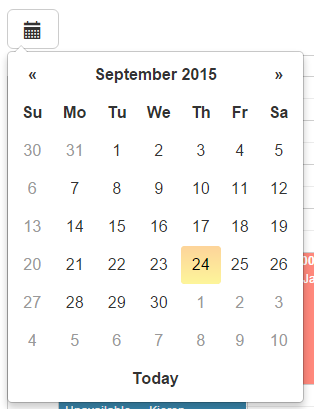 « September 2015 »
Su Mo Tu We Th Fr Sa
30 31 1 2 3 4 5
6 7 8 9 10 11 12
13 14 15 16 17 18 19
20 21 22 23 24 25 26
27 28 29 30 1 2 3
4 5 6 7 8 9 10
Today